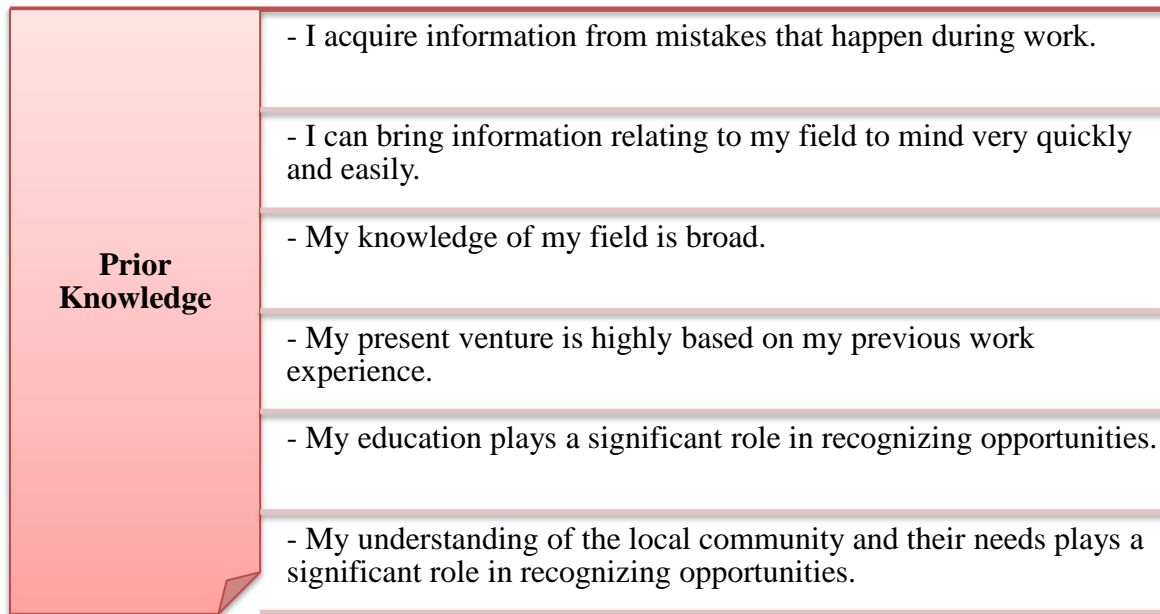 Prior
Knowledge
- I acquire information from mistakes that happen during work.
- I can bring information relating to my field to mind very quickly
and easily.
- My knowledge of my field is broad.
- My present venture is highly based on my previous work
experience.
- My education plays a significant role in recognizing opportunities.
- My understanding of the local community and their needs plays a
significant role in recognizing opportunities.